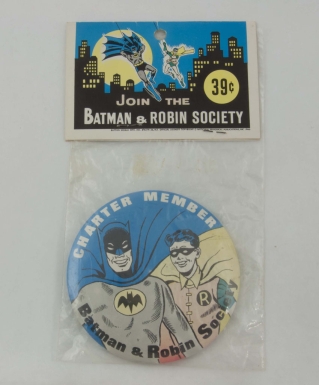 39¢
JOIN THE
BATMAN & ROBIN SOCIETY
CHARTER MEMBER
R
Batman & Robin Society